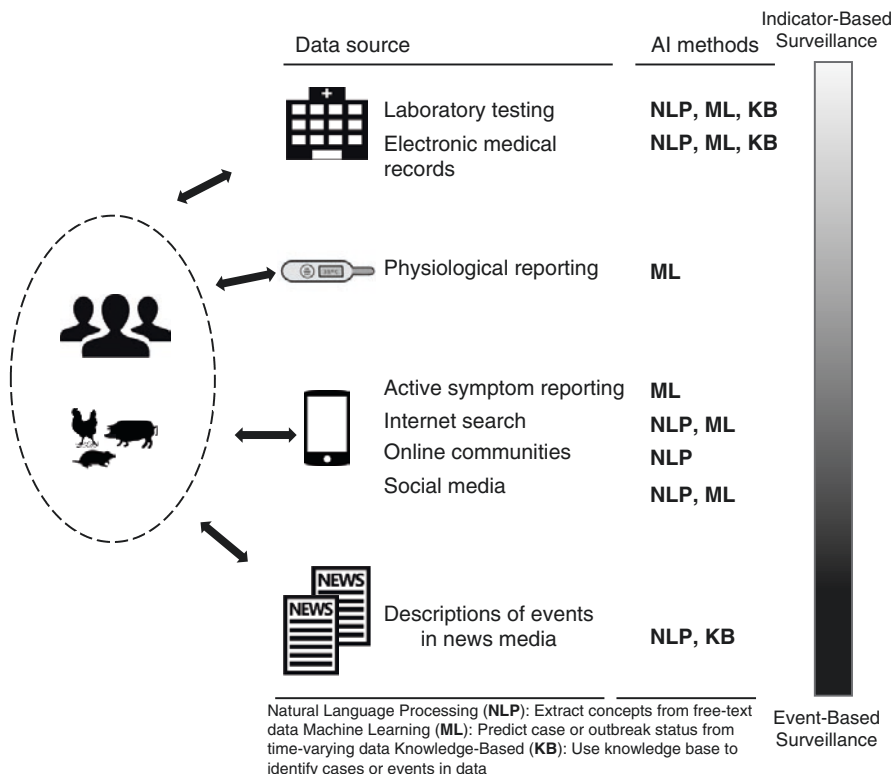 Indicator-Based
Surveillance
Data source
AI methods
Laboratory testing
NLP, ML, KB
Electronic medical
records
NLP, ML, KB
Physiological reporting
ML
Active symptom reporting
ML
Internet search
NLP, ML
Online communities
NLP
Social media
NLP, ML
NEWS
NEWS
Descriptions of events
in news media
NLP, KB
Natural Language Processing (NLP): Extract concepts from free-text
data Machine Learning (ML): Predict case or outbreak status from
time-varying data Knowledge-Based (KB): Use knowledge base to
identify cases or events in data
Event-Based
Surveillance